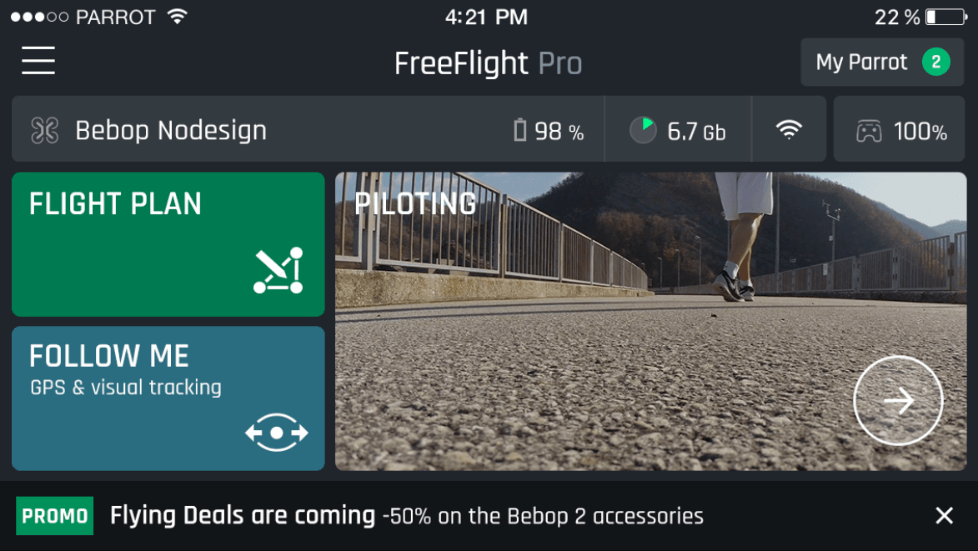 PARROT 4:21 PM 22 %
FreeFlight Pro
My Parrot 2
Bebop Nodesign 98 % 6.7 Gb 100%
FLIGHT PLAN
PILOTING
FOLLOW ME
GPS & visual tracking
PROMO Flying Deals are coming -50% on the Bebop 2 accessories